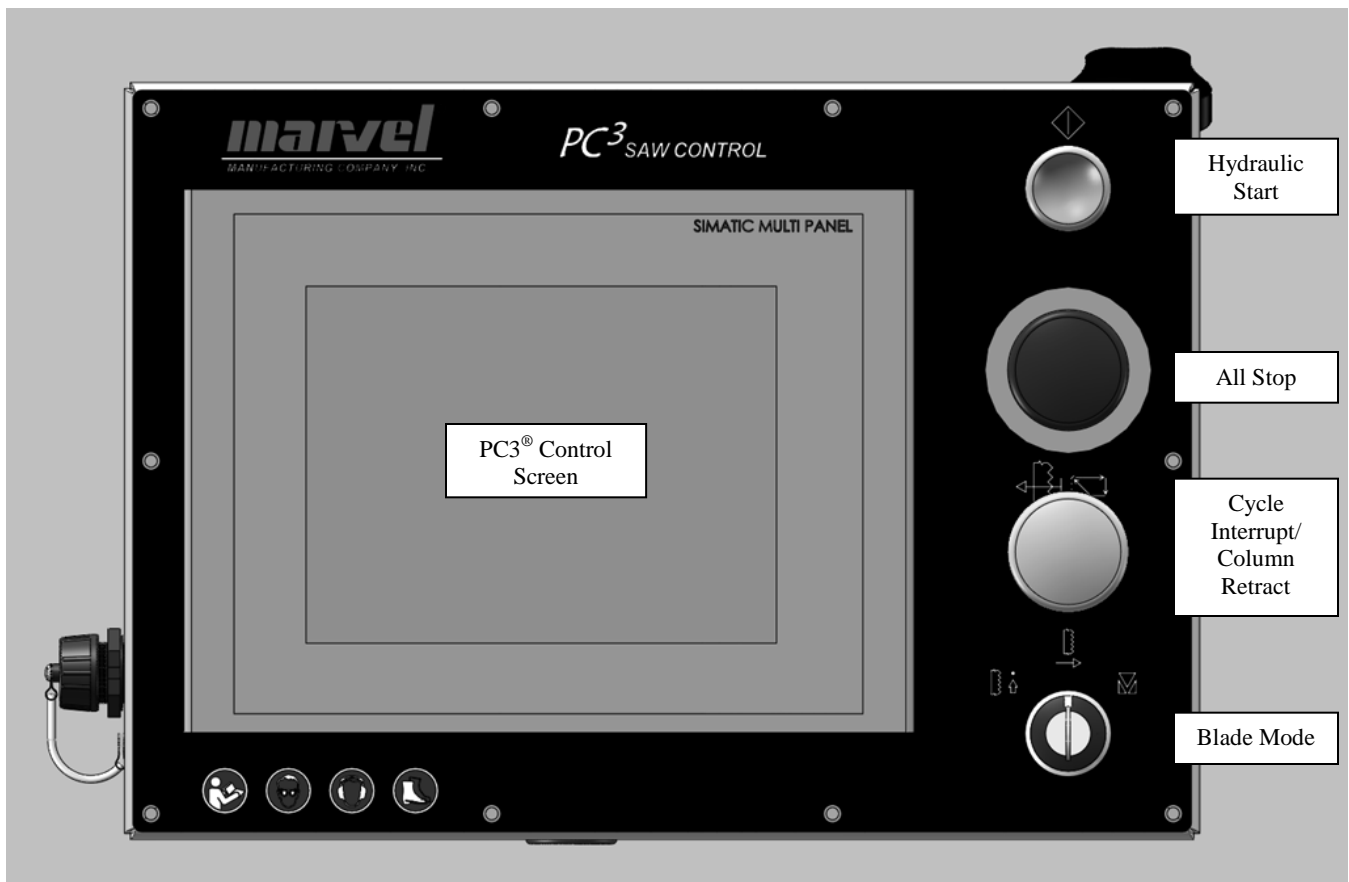 marvel
MANUFACTURING COMPANY, INC
PC³ SAW CONTROL
Hydraulic
Start
SIMATIC MULTI PANEL
All Stop
PC3® Control
Screen
Cycle
Interrupt/
Column
Retract
Blade Mode